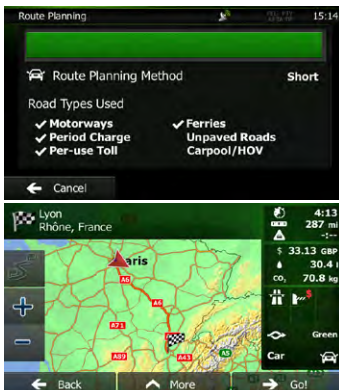 Route Planning 15:14
Route Planning Method Short
Road Types Used
Motorways Ferries
Period Charge Unpaved Roads
Per-use Toll Carpool/HOV
Cancel
Lyon
Rhône, France
4:13
287 mi
-:--
$ 33.13 GBP
30.4 l
CO₂ 70.8 kg
aris
A6
A6
A71
A89
A43
A5
Green
Car
Back More Go!